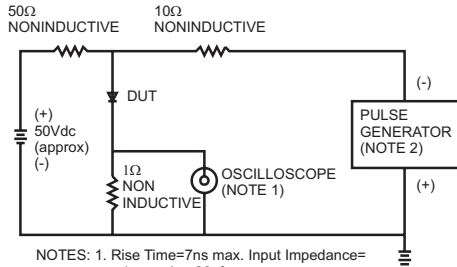 50Ω
NONINDUCTIVE
10Ω
NONINDUCTIVE
(+)
50Vdc
(approx)
(-)
DUT
1Ω
NON
INDUCTIVE
OSCILLOSCOPE
(NOTE 1)
(-)
PULSE
GENERATOR
(NOTE 2)
(+)
NOTES: 1. Rise Time=7ns max. Input Impedance=